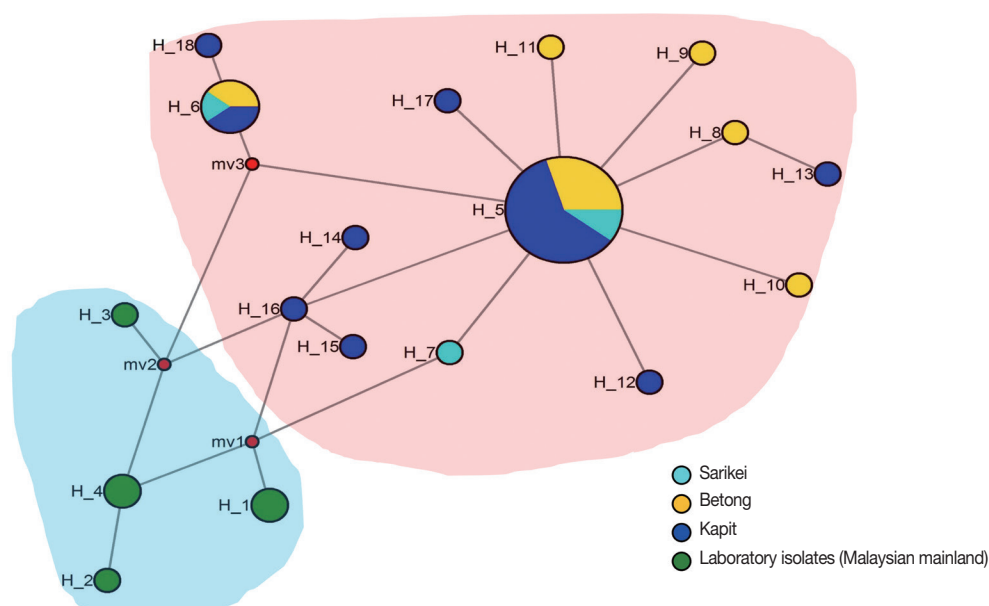 H_18
H_11
H_9
H_6
H_17
H_8
mv3
H_13
H_5
H_14
H_10
H_16
H_3
H_15
H_7
mv2
H_12
mv1
H_4
H_1
H_2
Sarikei
Betong
Kapit
Laboratory isolates (Malaysian mainland)